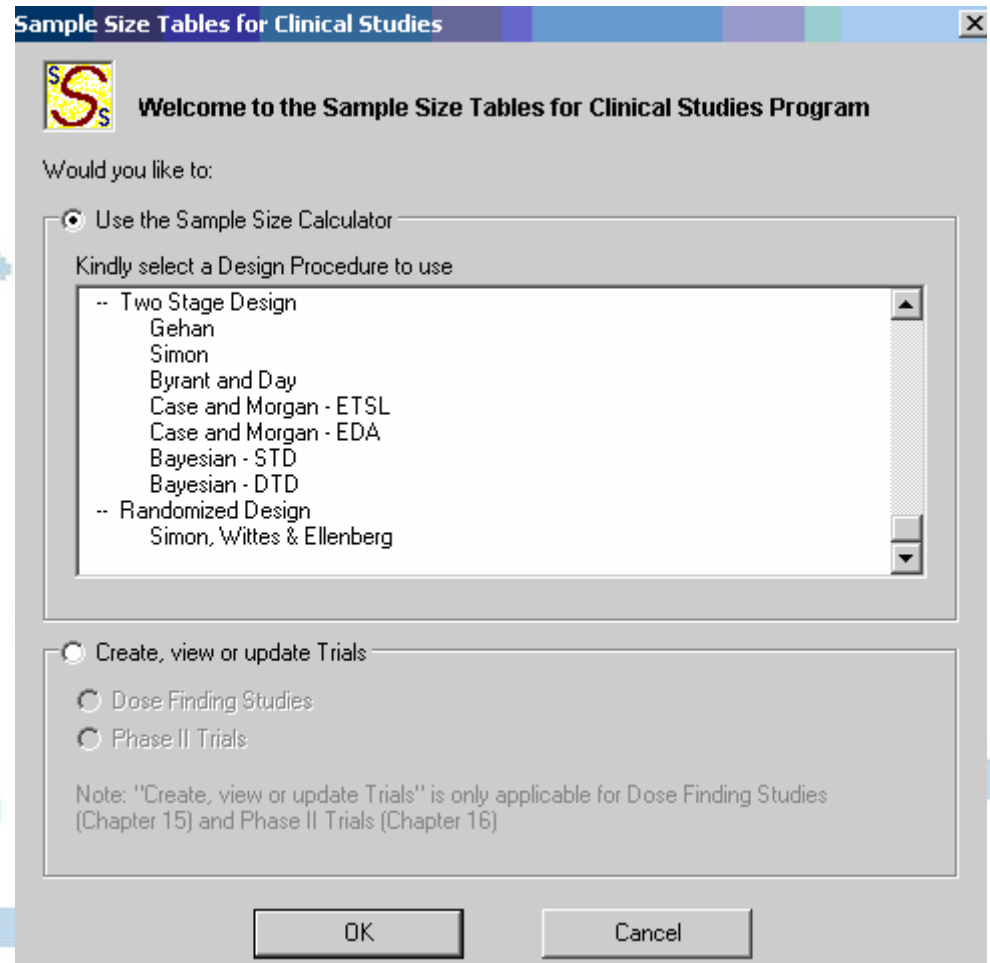 Sample Size Tables for Clinical Studies
S S S
Welcome to the Sample Size Tables for Clinical Studies Program
Would you like to:
Use the Sample Size Calculator
Kindly select a Design Procedure to use
-- Two Stage Design
Gehan
Simon
Byrant and Day
Case and Morgan - ETSL
Case and Morgan - EDA
Bayesian - STD
Bayesian - DTD
-- Randomized Design
Simon, Wittes & Ellenberg
Create, view or update Trials
Dose Finding Studies
Phase II Trials
Note: "Create, view or update Trials" is only applicable for Dose Finding Studies
(Chapter 15) and Phase II Trials (Chapter 16)
OK Cancel